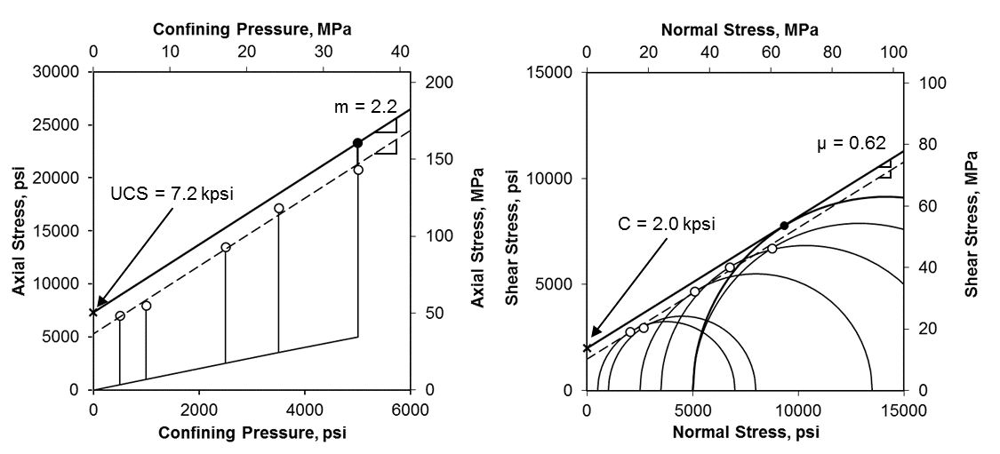 Confining Pressure, MPa
0 10 20 30 40
30000
25000
20000
15000
10000
5000
0
Axial Stress, psi
m = 2.2
UCS = 7.2 kpsi
200
150
100
50
0
Axial Stress, MPa
0 2000 4000 6000
Confining Pressure, psi
Normal Stress, MPa
0 20 40 60 80 100
15000
10000
5000
0
Shear Stress, psi
μ = 0.62
C = 2.0 kpsi
100
80
60
40
20
0
Shear Stress, MPa
0 5000 10000 15000
Normal Stress, psi